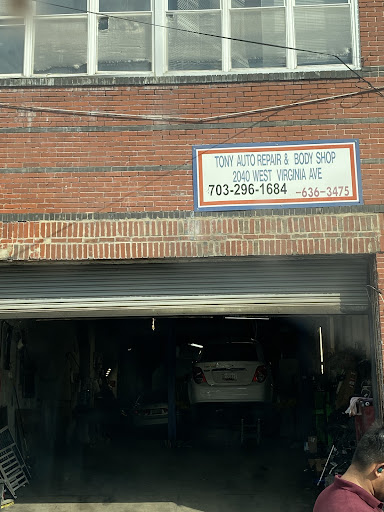 TONY AUTO REPAIR & BODY SHOP
2040 WEST VIRGINIA AVE
703-296-1684 -636-3475